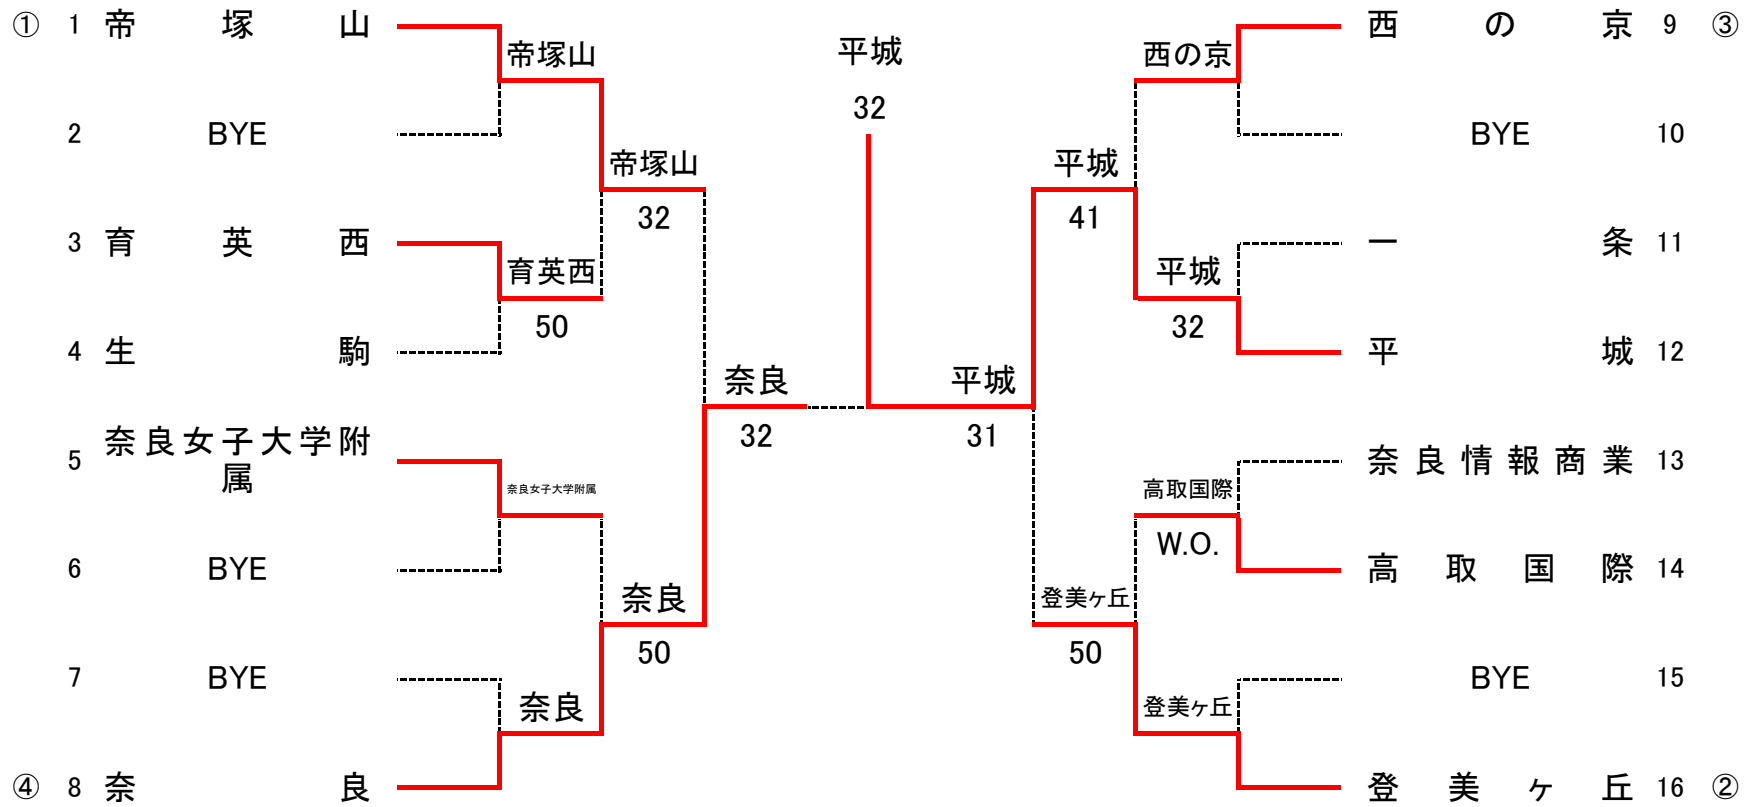 ① 1 帝塚山
帝塚山
2 BYE
帝塚山
32
3 育英西
育英西
50
4 生駒
奈良
32
5 奈良女子大学附
属
奈良女子大学附属
6 BYE
奈良
50
7 BYE
奈良
④ 8 奈良
平城
32
西の京 9 ③
西の京
BYE 10
平城
41
一条 11
平城
32
平城 12
平城
31
奈良情報商業 13
高取国際
W.O.
高取国際 14
登美ヶ丘
50
BYE 15
登美ヶ丘
登美ヶ丘 16 ②